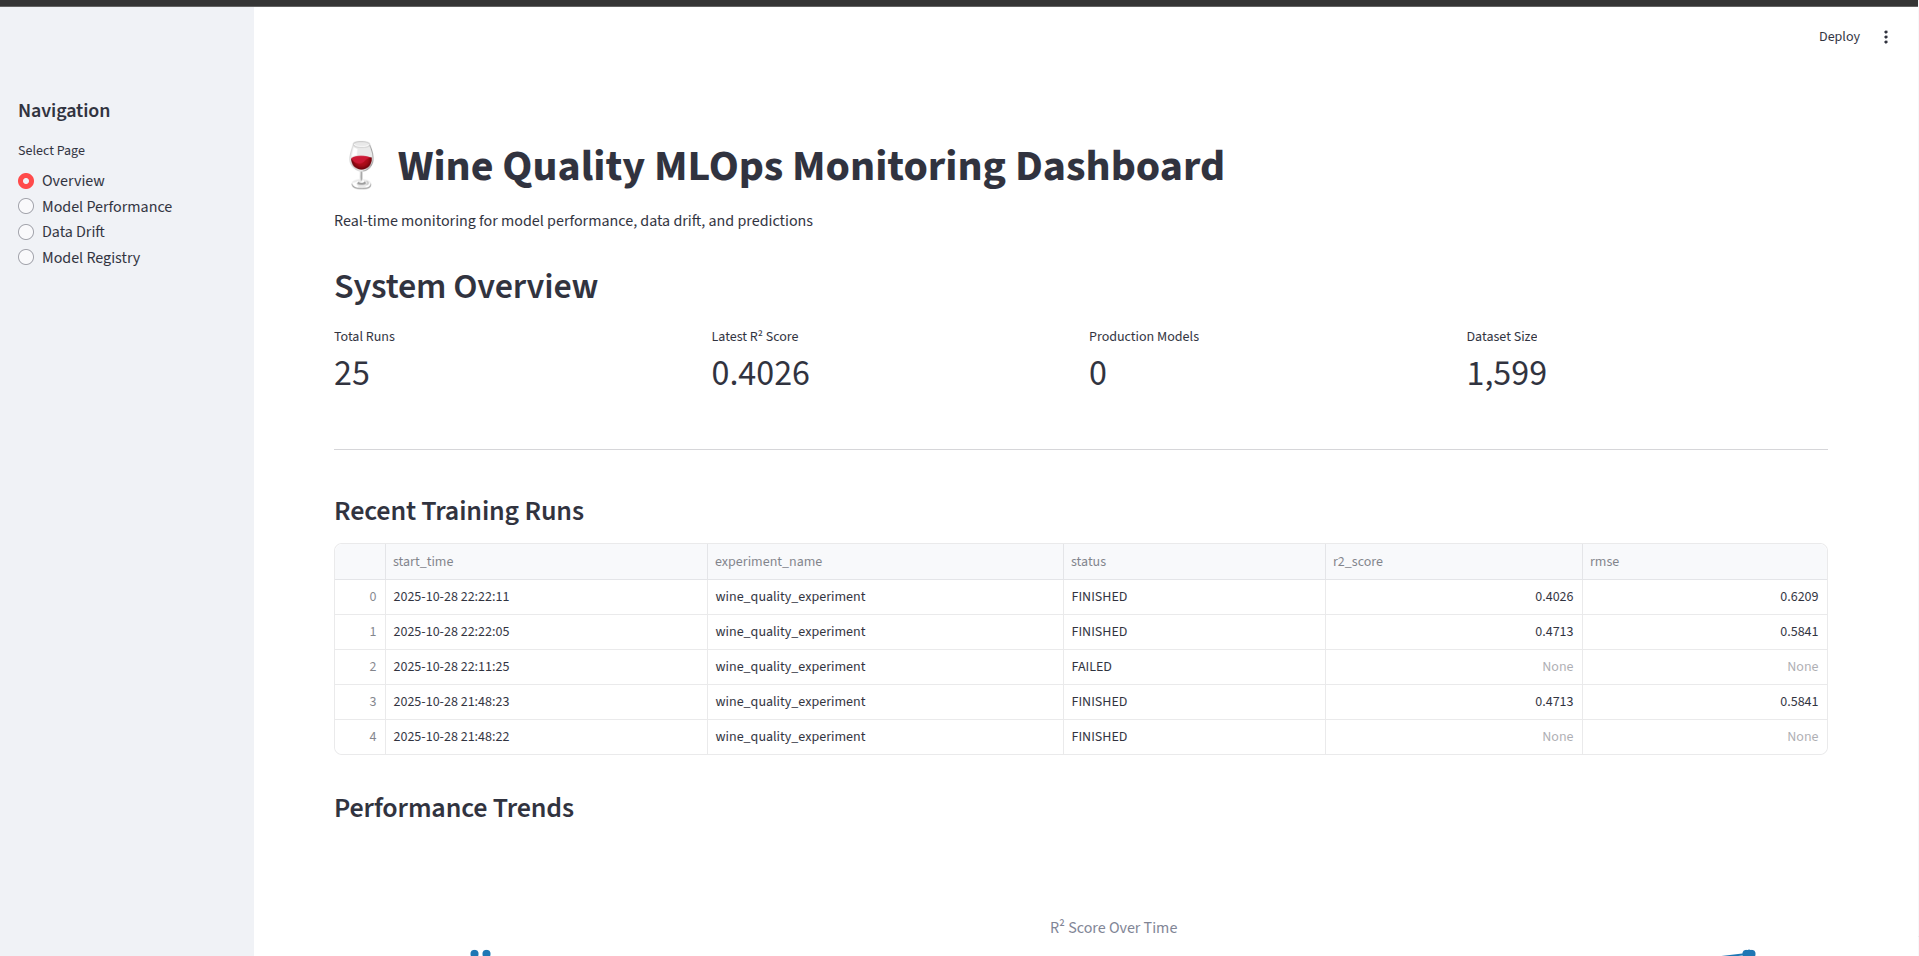 Deploy
Navigation
Select Page
Overview
Model Performance
Data Drift
Model Registry
Wine Quality MLOps Monitoring Dashboard
Real-time monitoring for model performance, data drift, and predictions
System Overview
Total Runs Latest R² Score Production Models Dataset Size
25 0.4026 0 1,599
Recent Training Runs
start_time experiment_name status r2_score rmse
0 2025-10-28 22:22:11 wine_quality_experiment FINISHED 0.4026 0.6209
1 2025-10-28 22:22:05 wine_quality_experiment FINISHED 0.4713 0.5841
2 2025-10-28 22:11:25 wine_quality_experiment FAILED None None
3 2025-10-28 21:48:23 wine_quality_experiment FINISHED 0.4713 0.5841
4 2025-10-28 21:48:22 wine_quality_experiment FINISHED None None
Performance Trends
R² Score Over Time